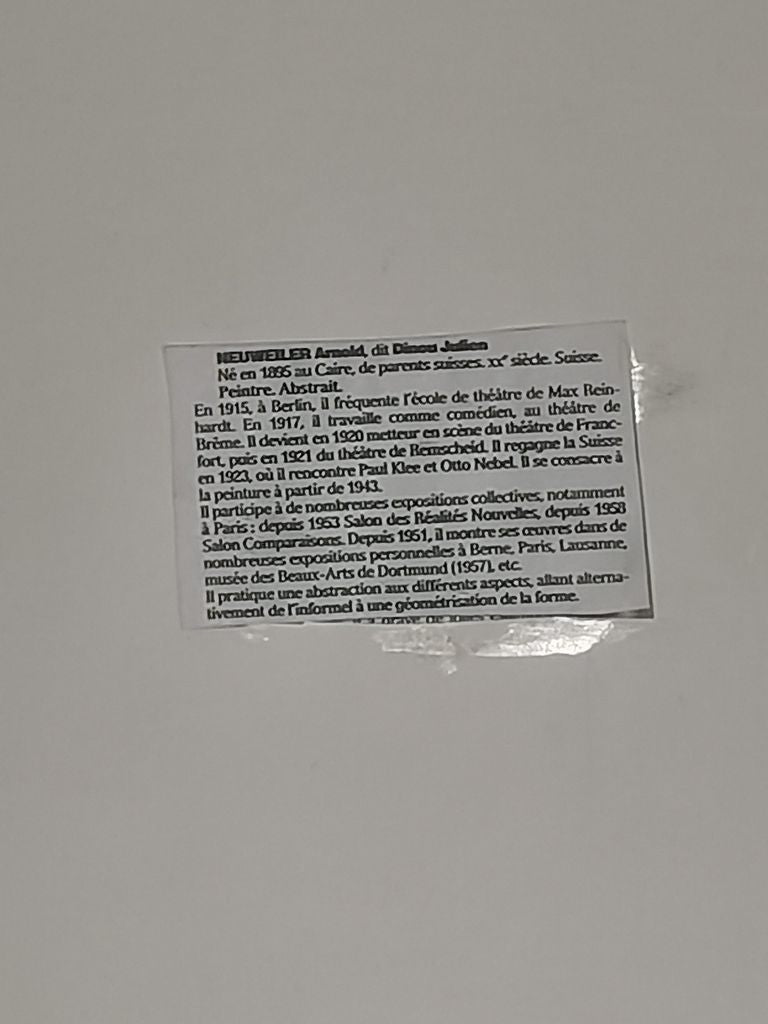 NEUWEILER Arnold, dit Dinou Jullien
Né en 1895 au Caire, de parents suisses. XXe siècle. Suisse.
Peintre. Abstrait.
En 1915, à Berlin, il fréquente l'école de théâtre de Max Rein-
hardt. En 1917, il travaille comme comédien, au théâtre de
Brême. Il devient en 1920 metteur en scène du théâtre de Franc-
fort, puis en 1921 du théâtre de Remscheid. Il regagne la Suisse
en 1923, où il rencontre Paul Klee et Otto Nebel. Il se consacre à
la peinture à partir de 1943.
Il participe à de nombreuses expositions collectives, notamment
à Paris : depuis 1953 Salon des Réalités Nouvelles, depuis 1958
Salon Comparaisons. Depuis 1951, il montre ses œuvres dans de
nombreuses expositions personnelles à Berne, Paris, Lausanne,
musée des Beaux-Arts de Dortmund (1957), etc.
Il pratique une abstraction aux différents aspects, allant alterna-
tivement de l'informel à une géométrisation de la forme.